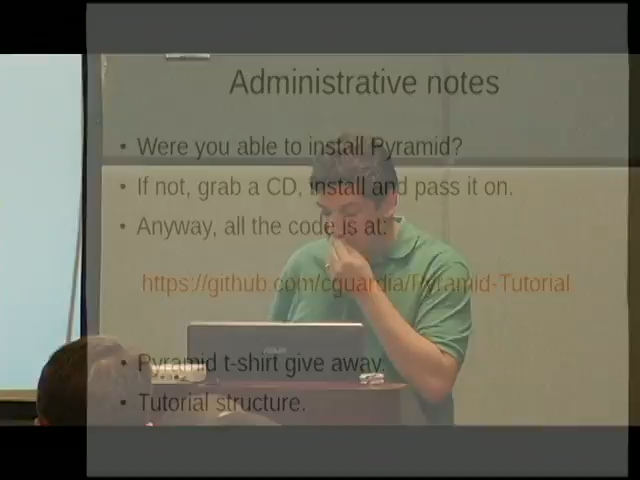 Administrative notes
• Were you able to install Pyramid?
• If not, grab a CD, install and pass it on.
• Anyway, all the code is at:
https://github.com/cguardia/Pyramid-Tutorial
• Pyramid t-shirt give away.
• Tutorial structure.